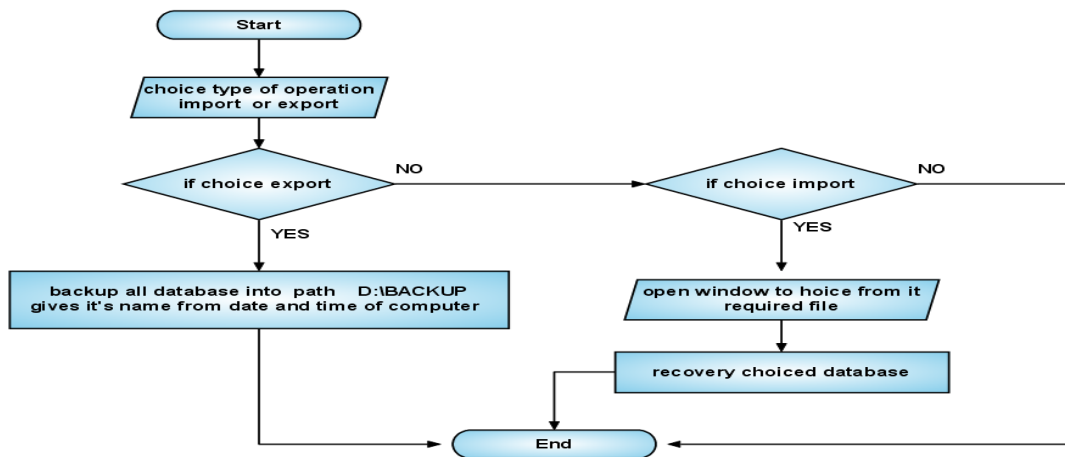 Start
choice type of operation
import or export
if choice export
NO
if choice import
NO
YES
YES
backup all database into path D:\BACKUP
gives it's name from date and time of computer
open window to hoice from it
required file
recovery choiced database
End